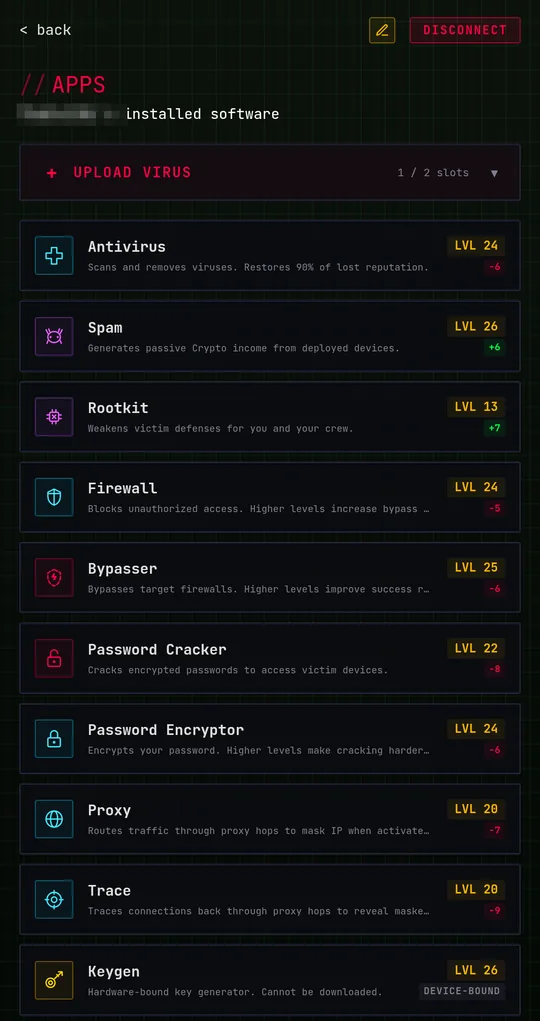 < back
DISCONNECT
// APPS
installed software
+ UPLOAD VIRUS 1 / 2 slots ▼
Antivirus LVL 24
Scans and removes viruses. Restores 90% of lost reputation. -6
Spam LVL 26
Generates passive Crypto income from deployed devices. +6
Rootkit LVL 13
Weakens victim defenses for you and your crew. +7
Firewall LVL 24
Blocks unauthorized access. Higher levels increase bypass … -5
Bypasser LVL 25
Bypasses target firewalls. Higher levels improve success r… -6
Password Cracker LVL 22
Cracks encrypted passwords to access victim devices. -8
Password Encryptor LVL 24
Encrypts your password. Higher levels make cracking harder… -6
Proxy LVL 20
Routes traffic through proxy hops to mask IP when activate… -7
Trace LVL 20
Traces connections back through proxy hops to reveal maske… -9
Keygen LVL 26
Hardware-bound key generator. Cannot be downloaded. DEVICE-BOUND